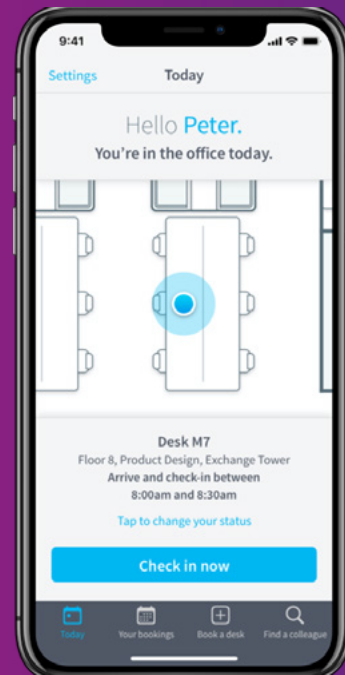 9:41
Settings Today
Hello Peter.
You're in the office today.
Desk M7
Floor 8, Product Design, Exchange Tower
Arrive and check-in between
8:00am and 8:30am
Tap to change your status
Check in now
Today Your bookings Book a desk Find a colleague